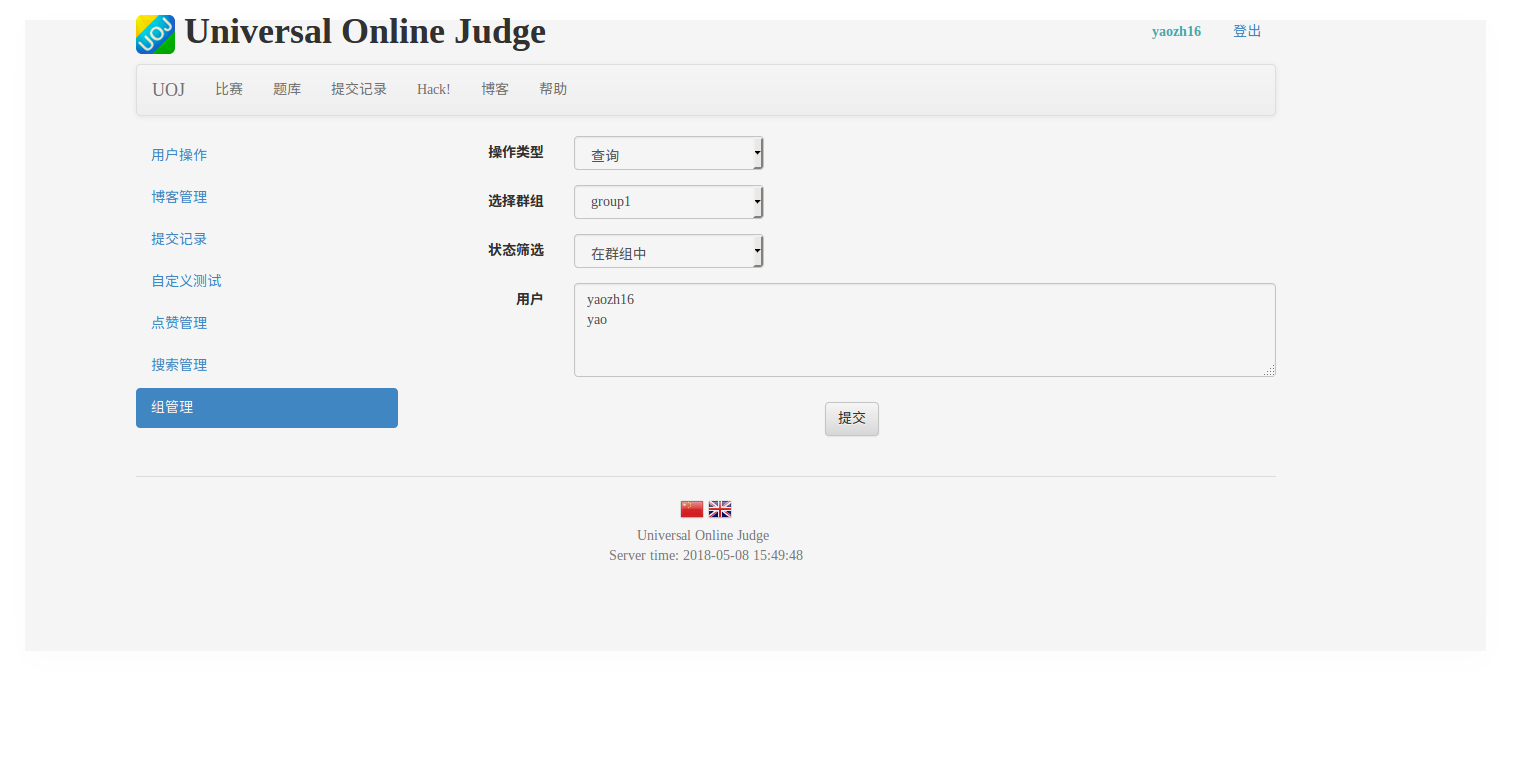 UOJ Universal Online Judge
yaozh16 登出
UOJ 比赛 题库 提交记录 Hack! 博客 帮助
用户操作
博客管理
提交记录
自定义测试
点赞管理
搜索管理
组管理
操作类型 查询
选择群组 group1
状态筛选 在群组中
用户 yaozh16
yao
提交
Universal Online Judge
Server time: 2018-05-08 15:49:48